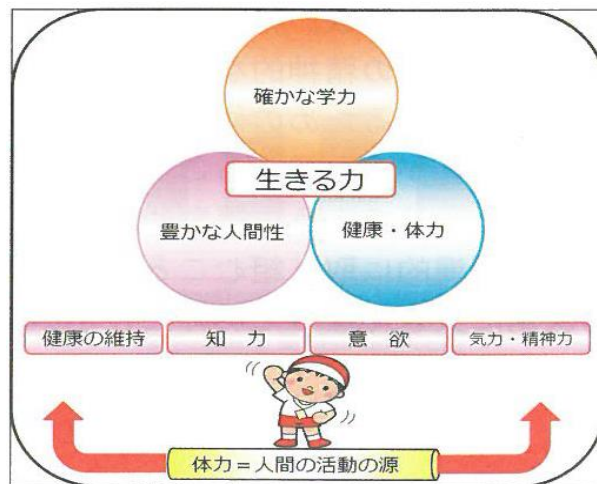 確かな学力
生きる力
豊かな人間性
健康・体力
健康の維持
知 力
意 欲
気力・精神力
体力=人間の活動の源